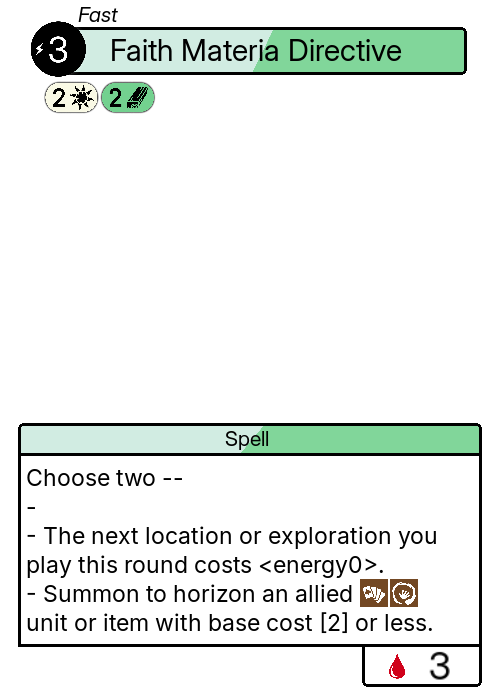 Fast
3 Faith Materia Directive
2 2
Spell
Choose two --
-
- The next location or exploration you
play this round costs <energy0>.
- Summon to horizon an allied
unit or item with base cost [2] or less.
3